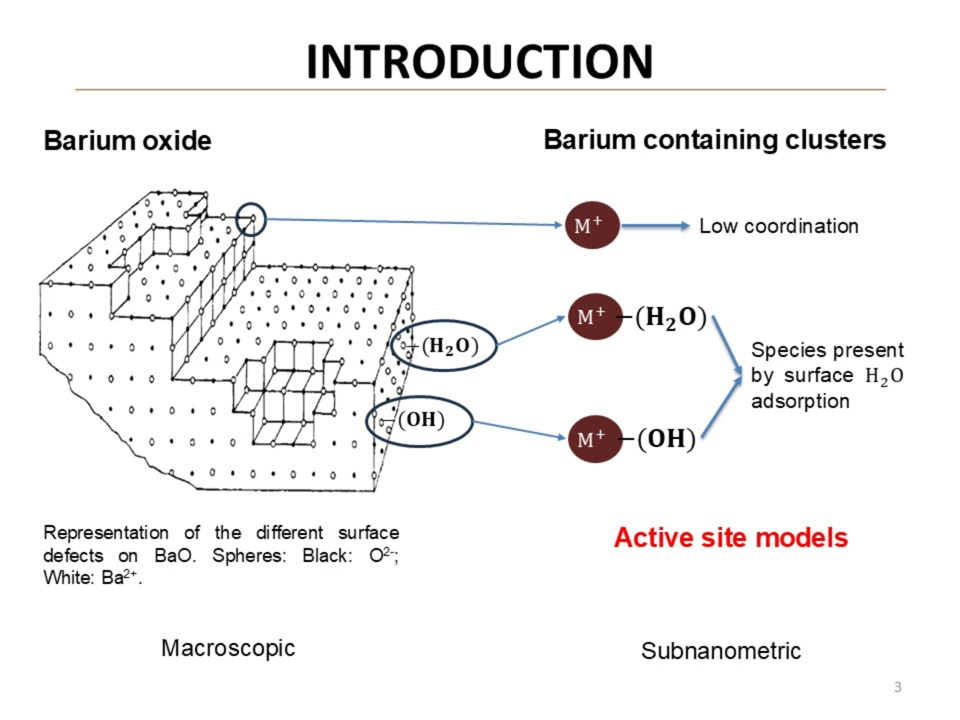 INTRODUCTION
Barium oxide
Barium containing clusters
M⁺
Low coordination
(H₂O)
M⁺ –(H₂O)
Species present
by surface H₂O
adsorption
(OH)
M⁺ –(OH)
Representation of the different surface
defects on BaO. Spheres: Black: O²⁻;
White: Ba²⁺.
Active site models
Macroscopic
Subnanometric
3